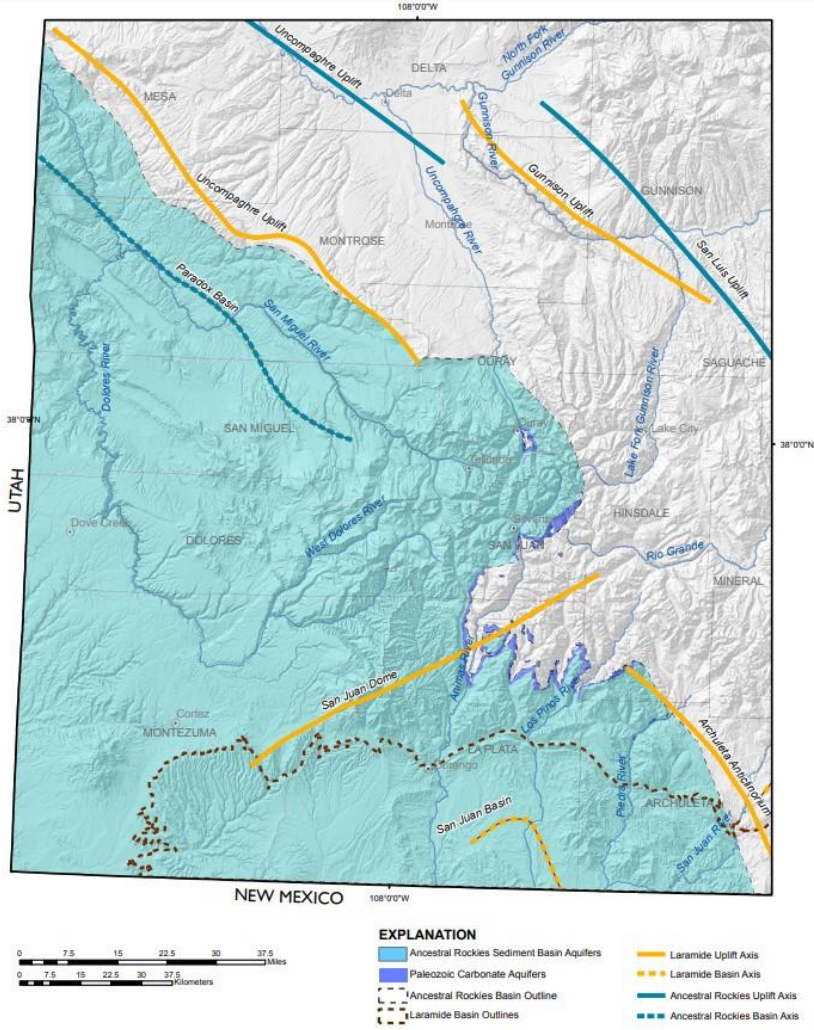 108°0'0"W
North Fork
Gunnison River
Uncompaghre Uplift
DELTA
Delta
MESA
Gunnison River
Gunnison Uplift
GUNNISON
Uncompahgre River
Uncompaghre Uplift
Montrose
MONTROSE
San Luis Uplift
Paradox Basin
San Miguel River
Dolores River
OURAY
SAGUACHE
Lake Fork Gunnison River
38°0'0"N
SAN MIGUEL
Ouray
Lake City
38°0'0"N
Telluride
UTAH
Dove Creek
West Dolores River
Silverton
HINSDALE
DOLORES
SAN JUAN
Rio Grande
MINERAL
Animas River
San Juan Dome
Los Pinos River
Cortez
MONTEZUMA
Archuleta Anticlinorium
LA PLATA
Durango
Piedra River
ARCHULETA
San Juan Basin
San Juan River
NEW MEXICO
108°0'0"W
EXPLANATION
0 7.5 15 22.5 30 37.5
Miles
0 7.5 15 22.5 30 37.5
Kilometers
Ancestral Rockies Sediment Basin Aquifers
Paleozoic Carbonate Aquifers
Ancestral Rockies Basin Outline
Laramide Basin Outlines
Laramide Uplift Axis
Laramide Basin Axis
Ancestral Rockies Uplift Axis
Ancestral Rockies Basin Axis